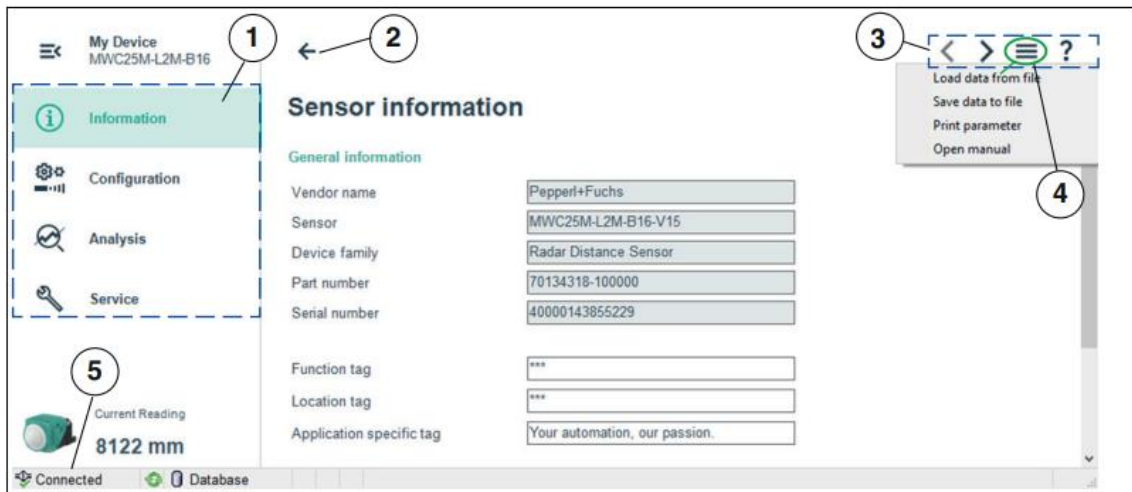 My Device
MWC25M-L2M-B16
1
2
3
?
Load data from file
Save data to file
Print parameter
Open manual
4
Information
Configuration
Analysis
Service
Sensor information
General information
Vendor name Pepperl+Fuchs
Sensor MWC25M-L2M-B16-V15
Device family Radar Distance Sensor
Part number 70134318-100000
Serial number 40000143855229
Function tag ***
Location tag ***
Application specific tag Your automation, our passion.
5
Current Reading
8122 mm
Connected Database